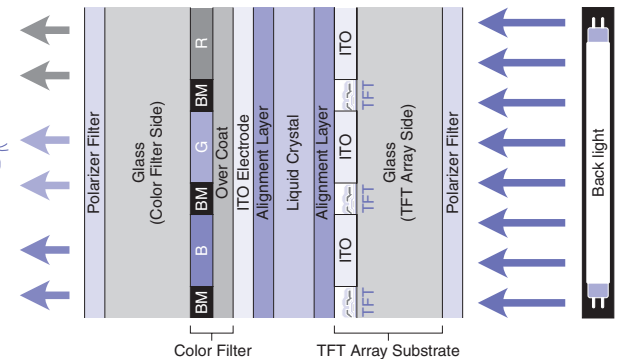 Polarizer Filter
Glass
(Color Filter Side)
R
BM
G
BM
B
BM
Over Coat
ITO Electrode
Alignment Layer
Liquid Crystal
Alignment Layer
ITO
TFT
ITO
TFT
ITO
TFT
Glass
(TFT Array Side)
Polarizer Filter
Back light
Color Filter
TFT Array Substrate